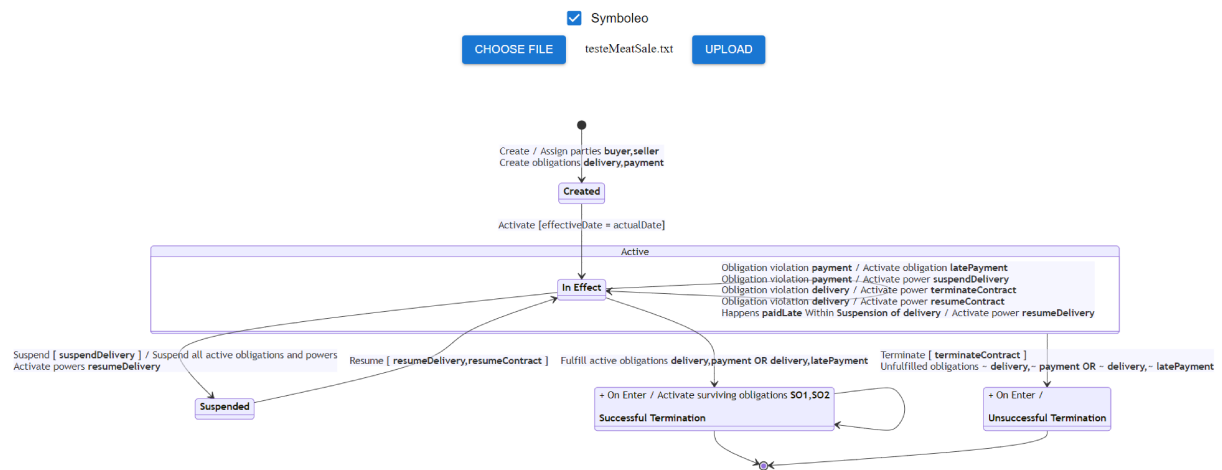 Symboleo
CHOOSE FILE testeMeatSale.txt UPLOAD
Create / Assign parties buyer,seller
Create obligations delivery,payment
Created
Activate [effectiveDate = actualDate]
Active
In Effect
Obligation violation payment / Activate obligation latePayment
Obligation violation payment / Activate power suspendDelivery
Obligation violation delivery / Activate power terminateContract
Obligation violation delivery / Activate power resumeContract
Happens paidLate Within Suspension of delivery / Activate power resumeDelivery
Suspend [ suspendDelivery ] / Suspend all active obligations and powers
Activate powers resumeDelivery
Resume [ resumeDelivery,resumeContract ]
Fulfill active obligations delivery,payment OR delivery,latePayment
Terminate [ terminateContract ]
Unfulfilled obligations ~ delivery,~ payment OR ~ delivery,~ latePayment
Suspended
+ On Enter / Activate surviving obligations SO1,SO2
Successful Termination
+ On Enter /
Unsuccessful Termination